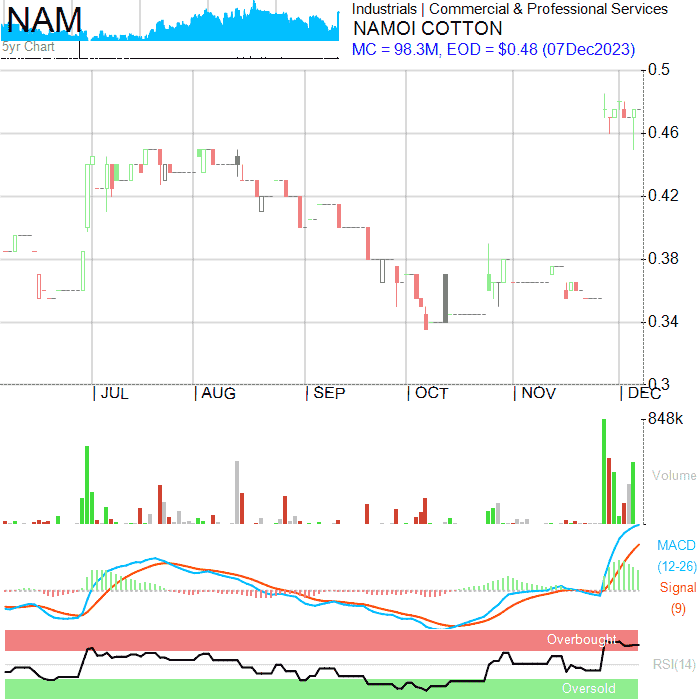 NAM
5yr Chart
Industrials | Commercial & Professional Services
NAMOI COTTON
MC = 98.3M, EOD = $0.48 (07Dec2023)
0.5
0.46
0.42
0.38
0.34
0.3
JUL AUG SEP OCT NOV DEC
848k
Volume
MACD
(12-26)
Signal
(9)
Overbought
RSI(14)
Oversold